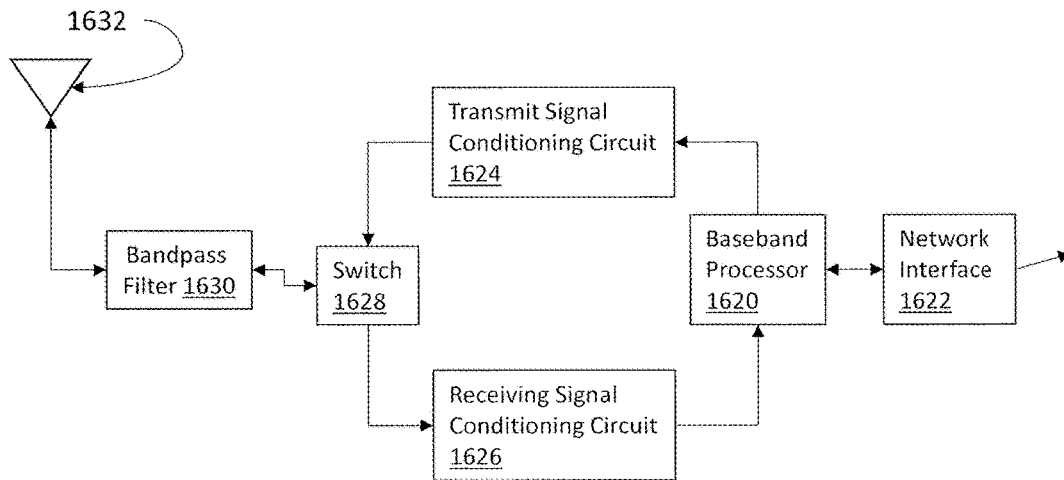 1632
Transmit Signal
Conditioning Circuit
1624
Bandpass
Filter 1630
Switch
1628
Baseband
Processor
1620
Network
Interface
1622
Receiving Signal
Conditioning Circuit
1626